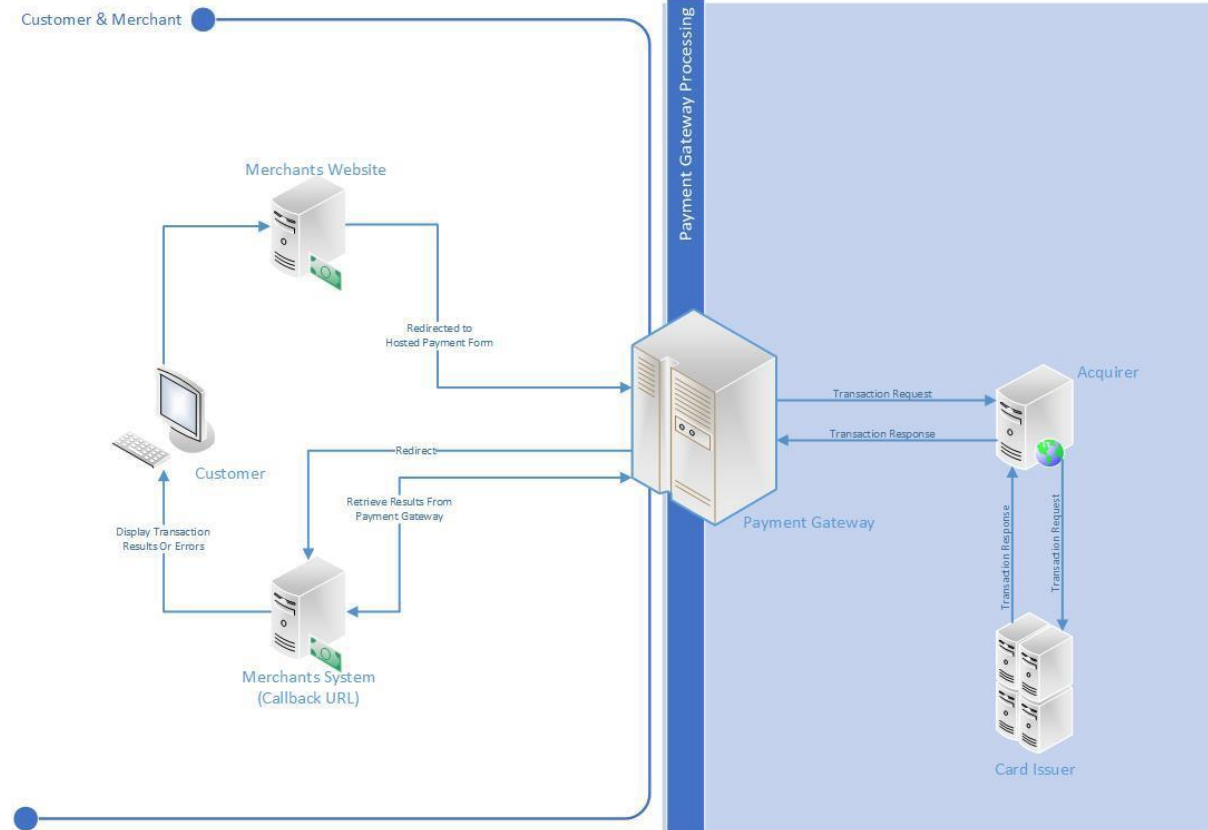 Customer & Merchant
Payment Gateway Processing
Merchants Website
Redirected to
Hosted Payment Form
Acquirer
Transaction Request
Transaction Response
Redirect
Customer
Retrieve Results From
Payment Gateway
Payment Gateway
Display Transaction
Results Or Errors
Transaction Response
Transaction Request
Merchants System
(Callback URL)
Card Issuer